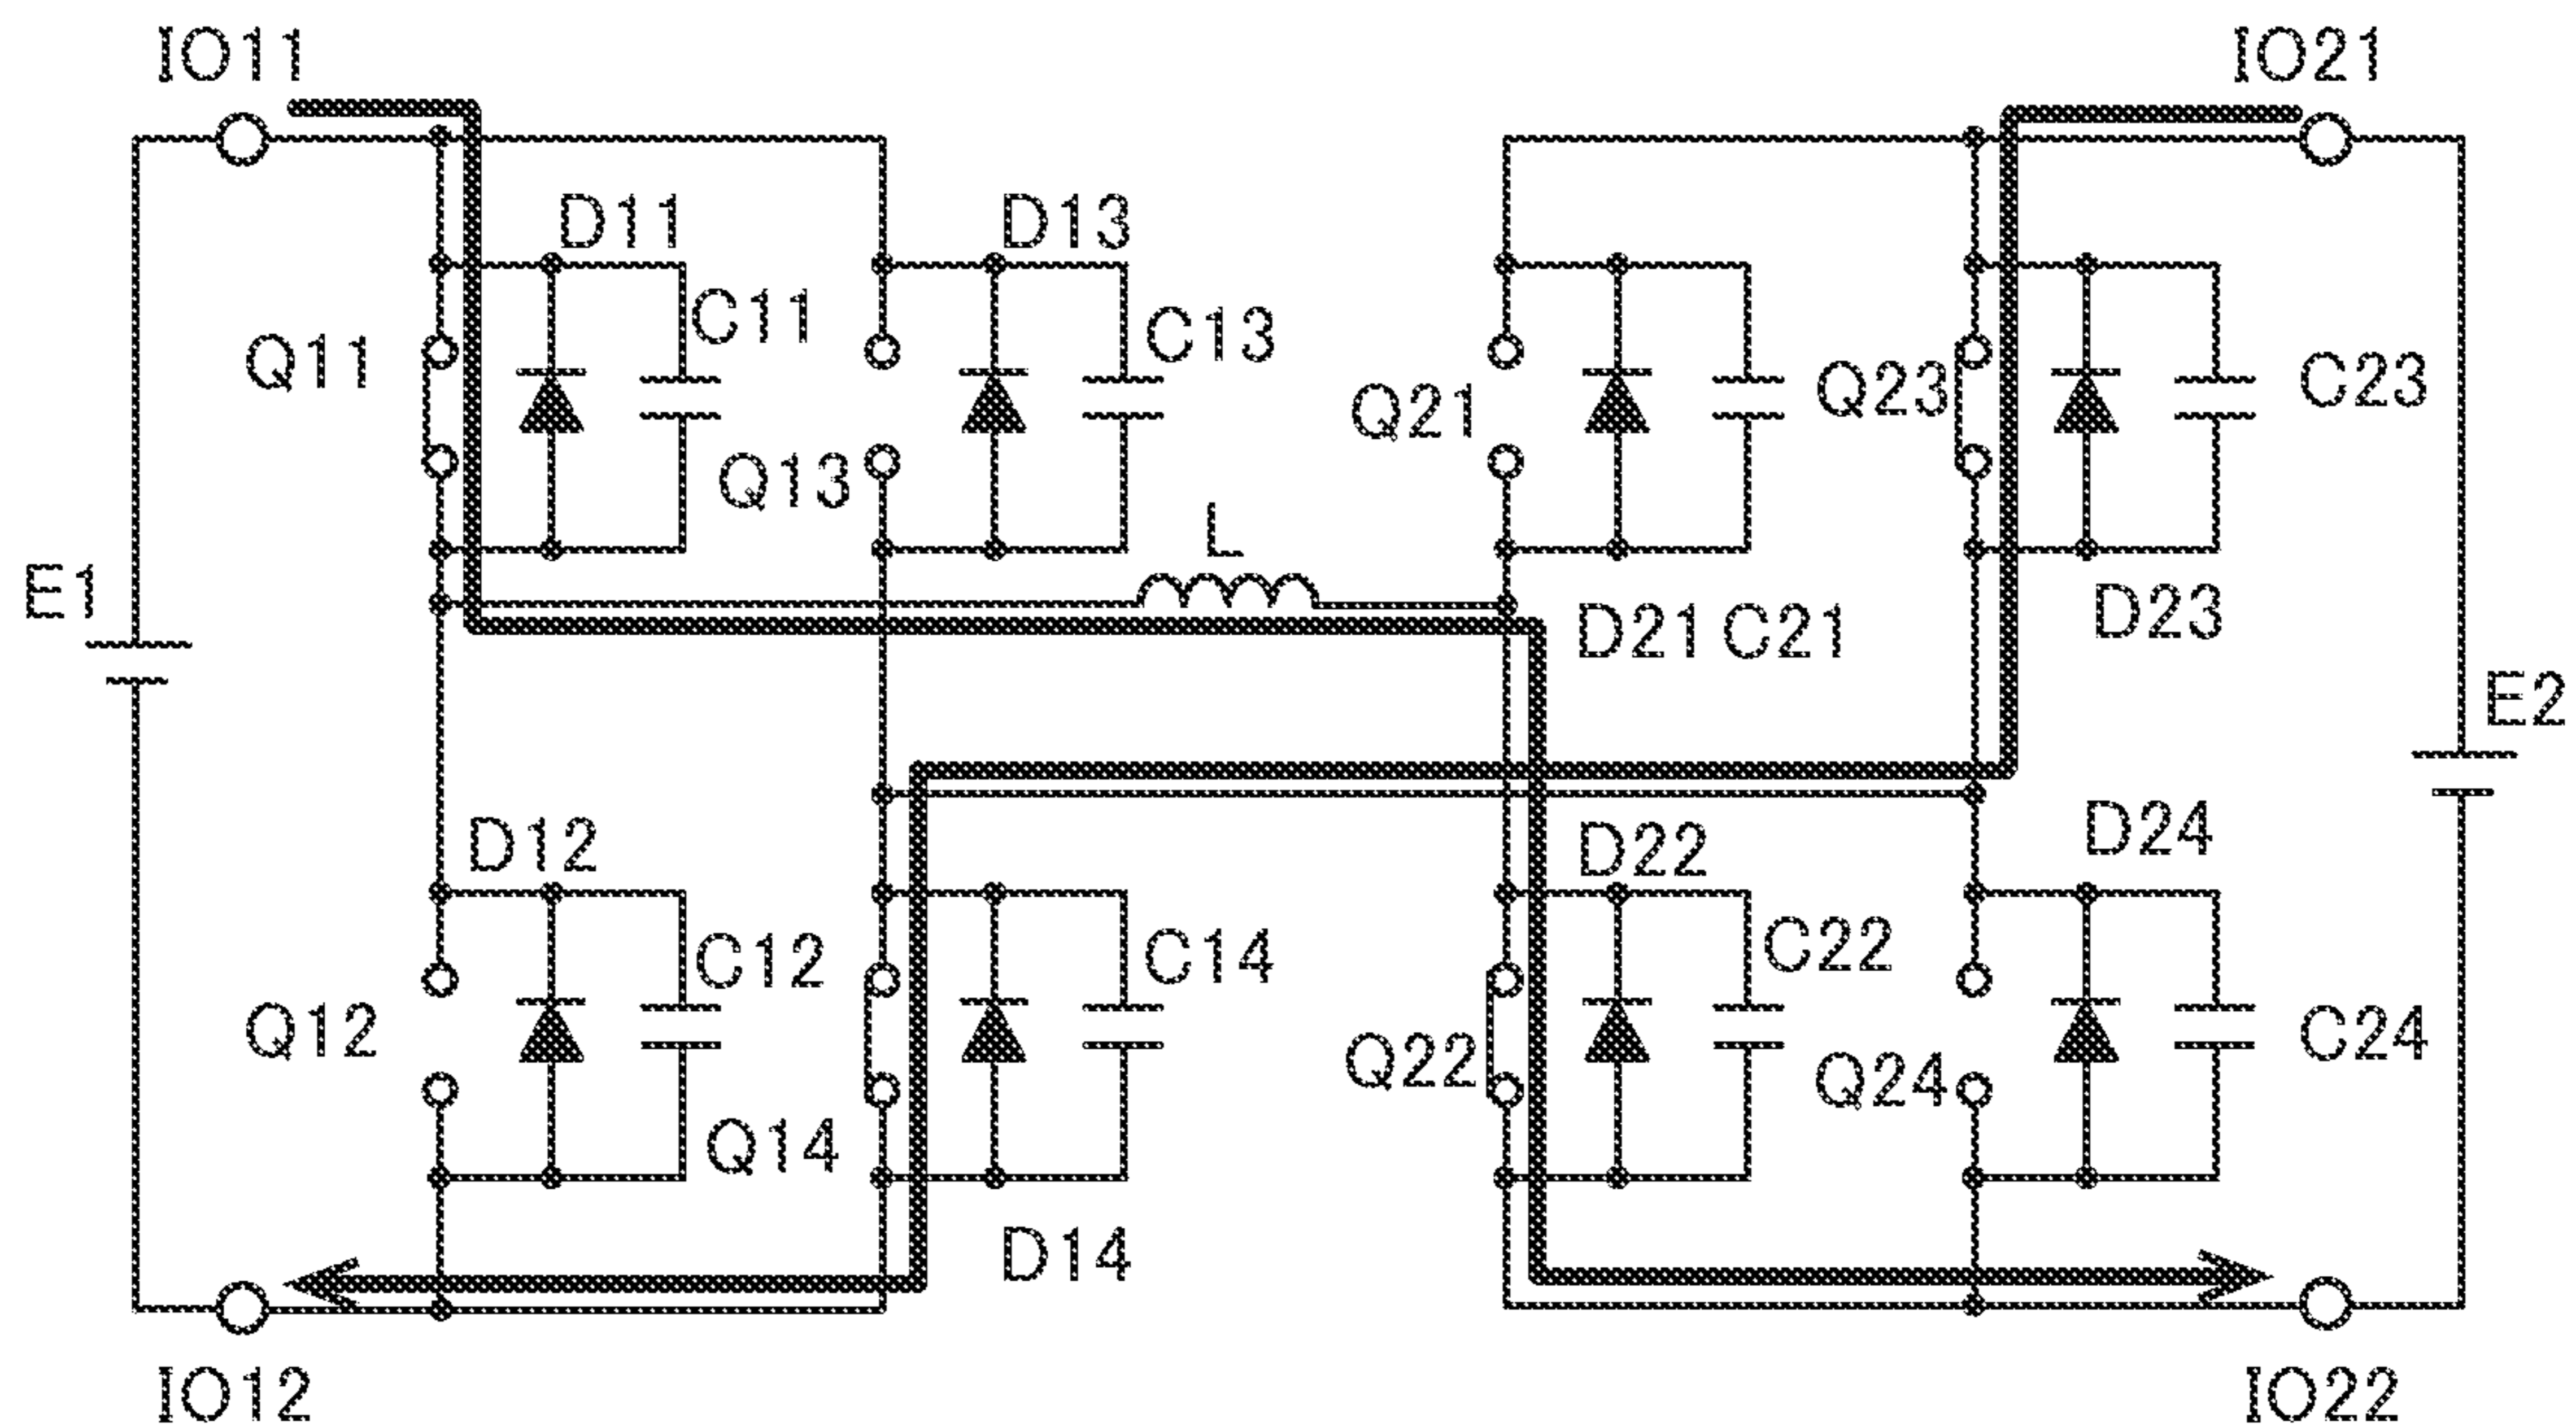 IO11
IO21
D11
D13
C11
C13
Q11
Q21
Q23
C23
Q13
L
E1
D21 C21
D23
E2
D12
D22
D24
C12
C14
C22
Q12
Q22
Q24
C24
Q14
D14
IO12
IO22